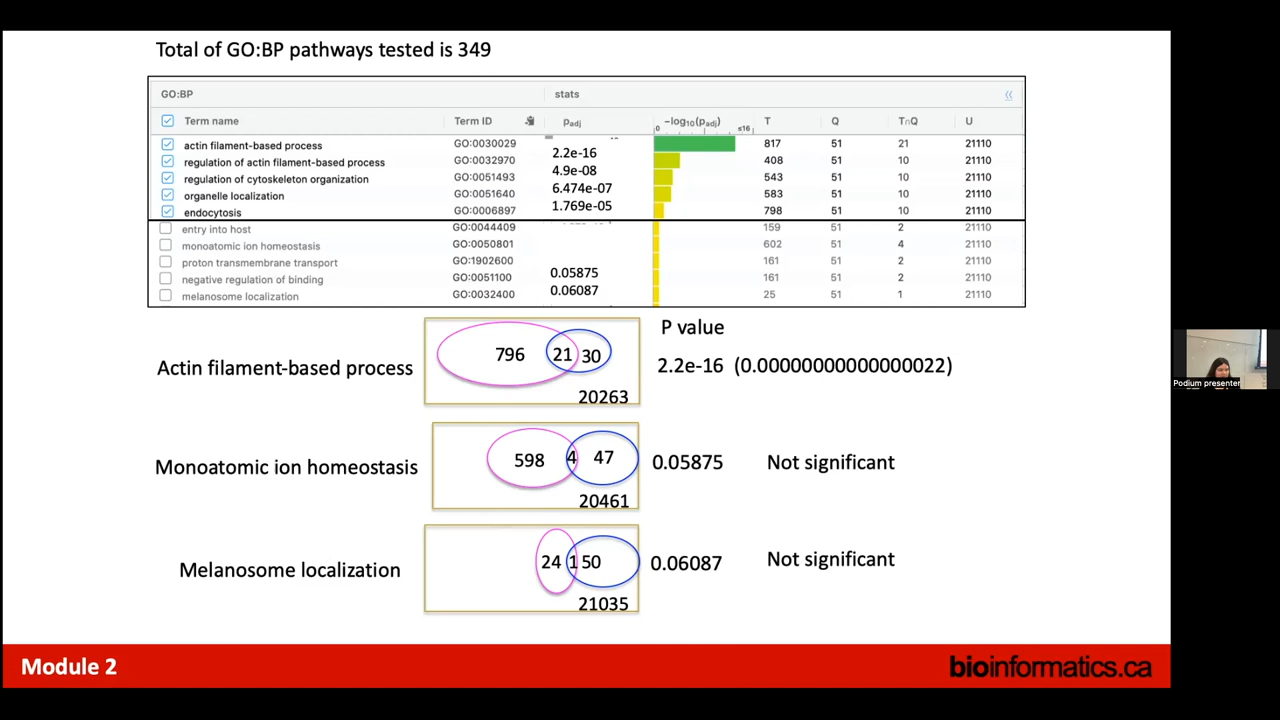 Total of GO:BP pathways tested is 349
GO:BP stats «
Term name Term ID padj −log10(padj) T Q T∩Q U
0 ≤16
actin filament-based process GO:0030029 2.2e-16 817 51 21 21110
regulation of actin filament-based process GO:0032970 4.9e-08 408 51 10 21110
regulation of cytoskeleton organization GO:0051493 6.474e-07 543 51 10 21110
organelle localization GO:0051640 1.769e-05 583 51 10 21110
endocytosis GO:0006897 798 51 10 21110
entry into host GO:0044409 159 51 2 21110
monoatomic ion homeostasis GO:0050801 602 51 4 21110
proton transmembrane transport GO:1902600 161 51 2 21110
negative regulation of binding GO:0051100 0.05875 161 51 2 21110
melanosome localization GO:0032400 0.06087 25 51 1 21110
P value
Actin filament-based process 796 21 30 20263 2.2e-16 (0.00000000000000022)
Monoatomic ion homeostasis 598 4 47 20461 0.05875 Not significant
Melanosome localization 24 1 50 21035 0.06087 Not significant
Module 2
bioinformatics.ca
Podium presenter